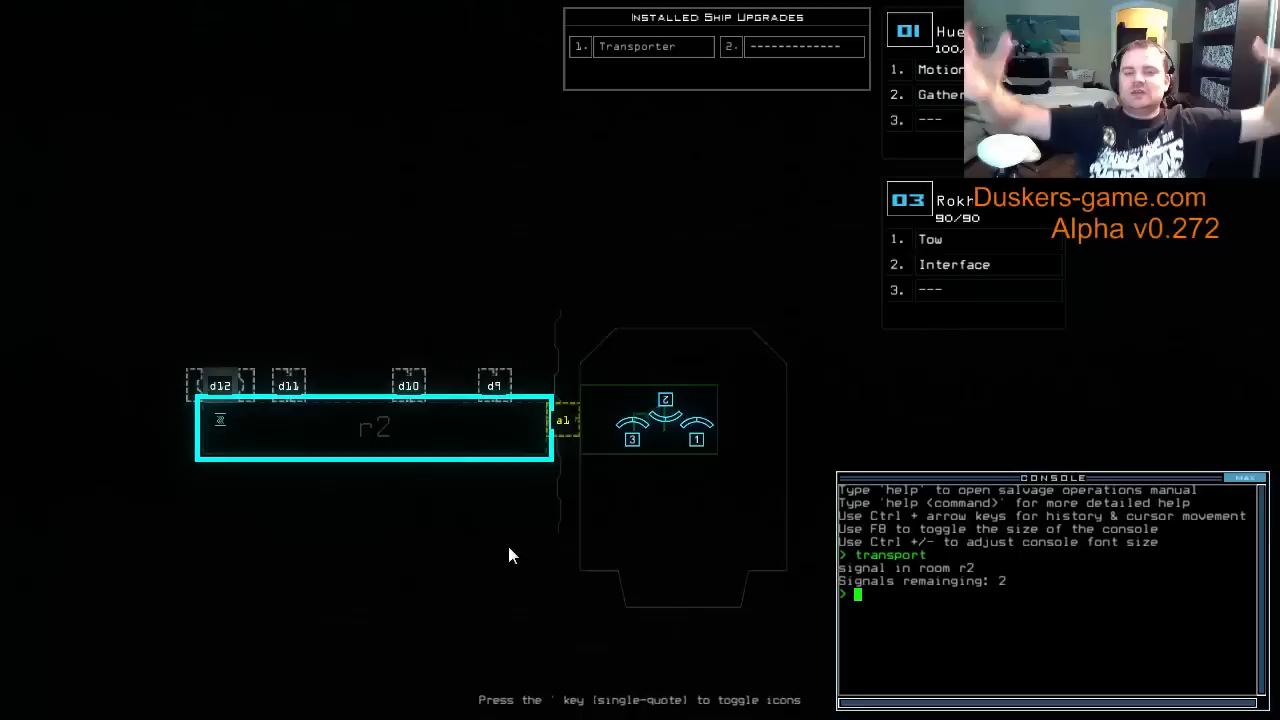 Installed Ship Upgrades
1. Transporter 2. -------------
01
100/
1. Motion
2. Gather
3. ---
03 Rokh
90/90
1. Tow
2. Interface
3. ---
Duskers-game.com
Alpha v0.272
d12 d11 d10 d9
r2
a1
2
3 1
CONSOLE MAX
Type 'help' to open salvage operations manual
Type 'help <command>' for more detailed help
Use Ctrl + arrow keys for history & cursor movement
Use F8 to toggle the size of the console
Use Ctrl +/- to adjust console font size
> transport
signal in room r2
Signals remainging: 2
>
Press the ' key (single-quote) to toggle icons